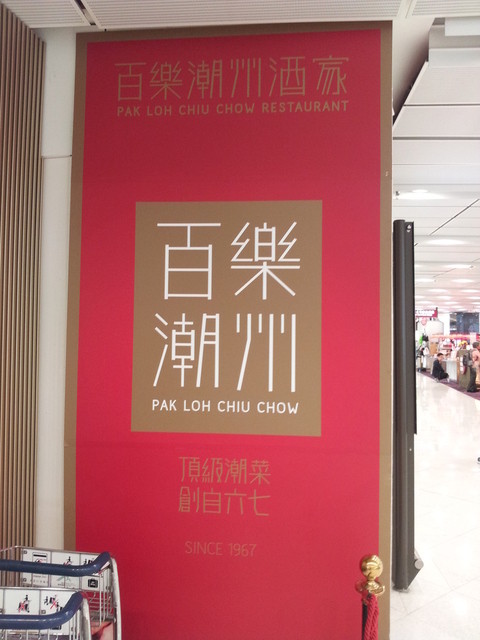 百樂潮州酒家
PAK LOH CHIU CHOW RESTAURANT
百樂
潮州
PAK LOH CHIU CHOW
頂級潮菜
創自六七
SINCE 1967